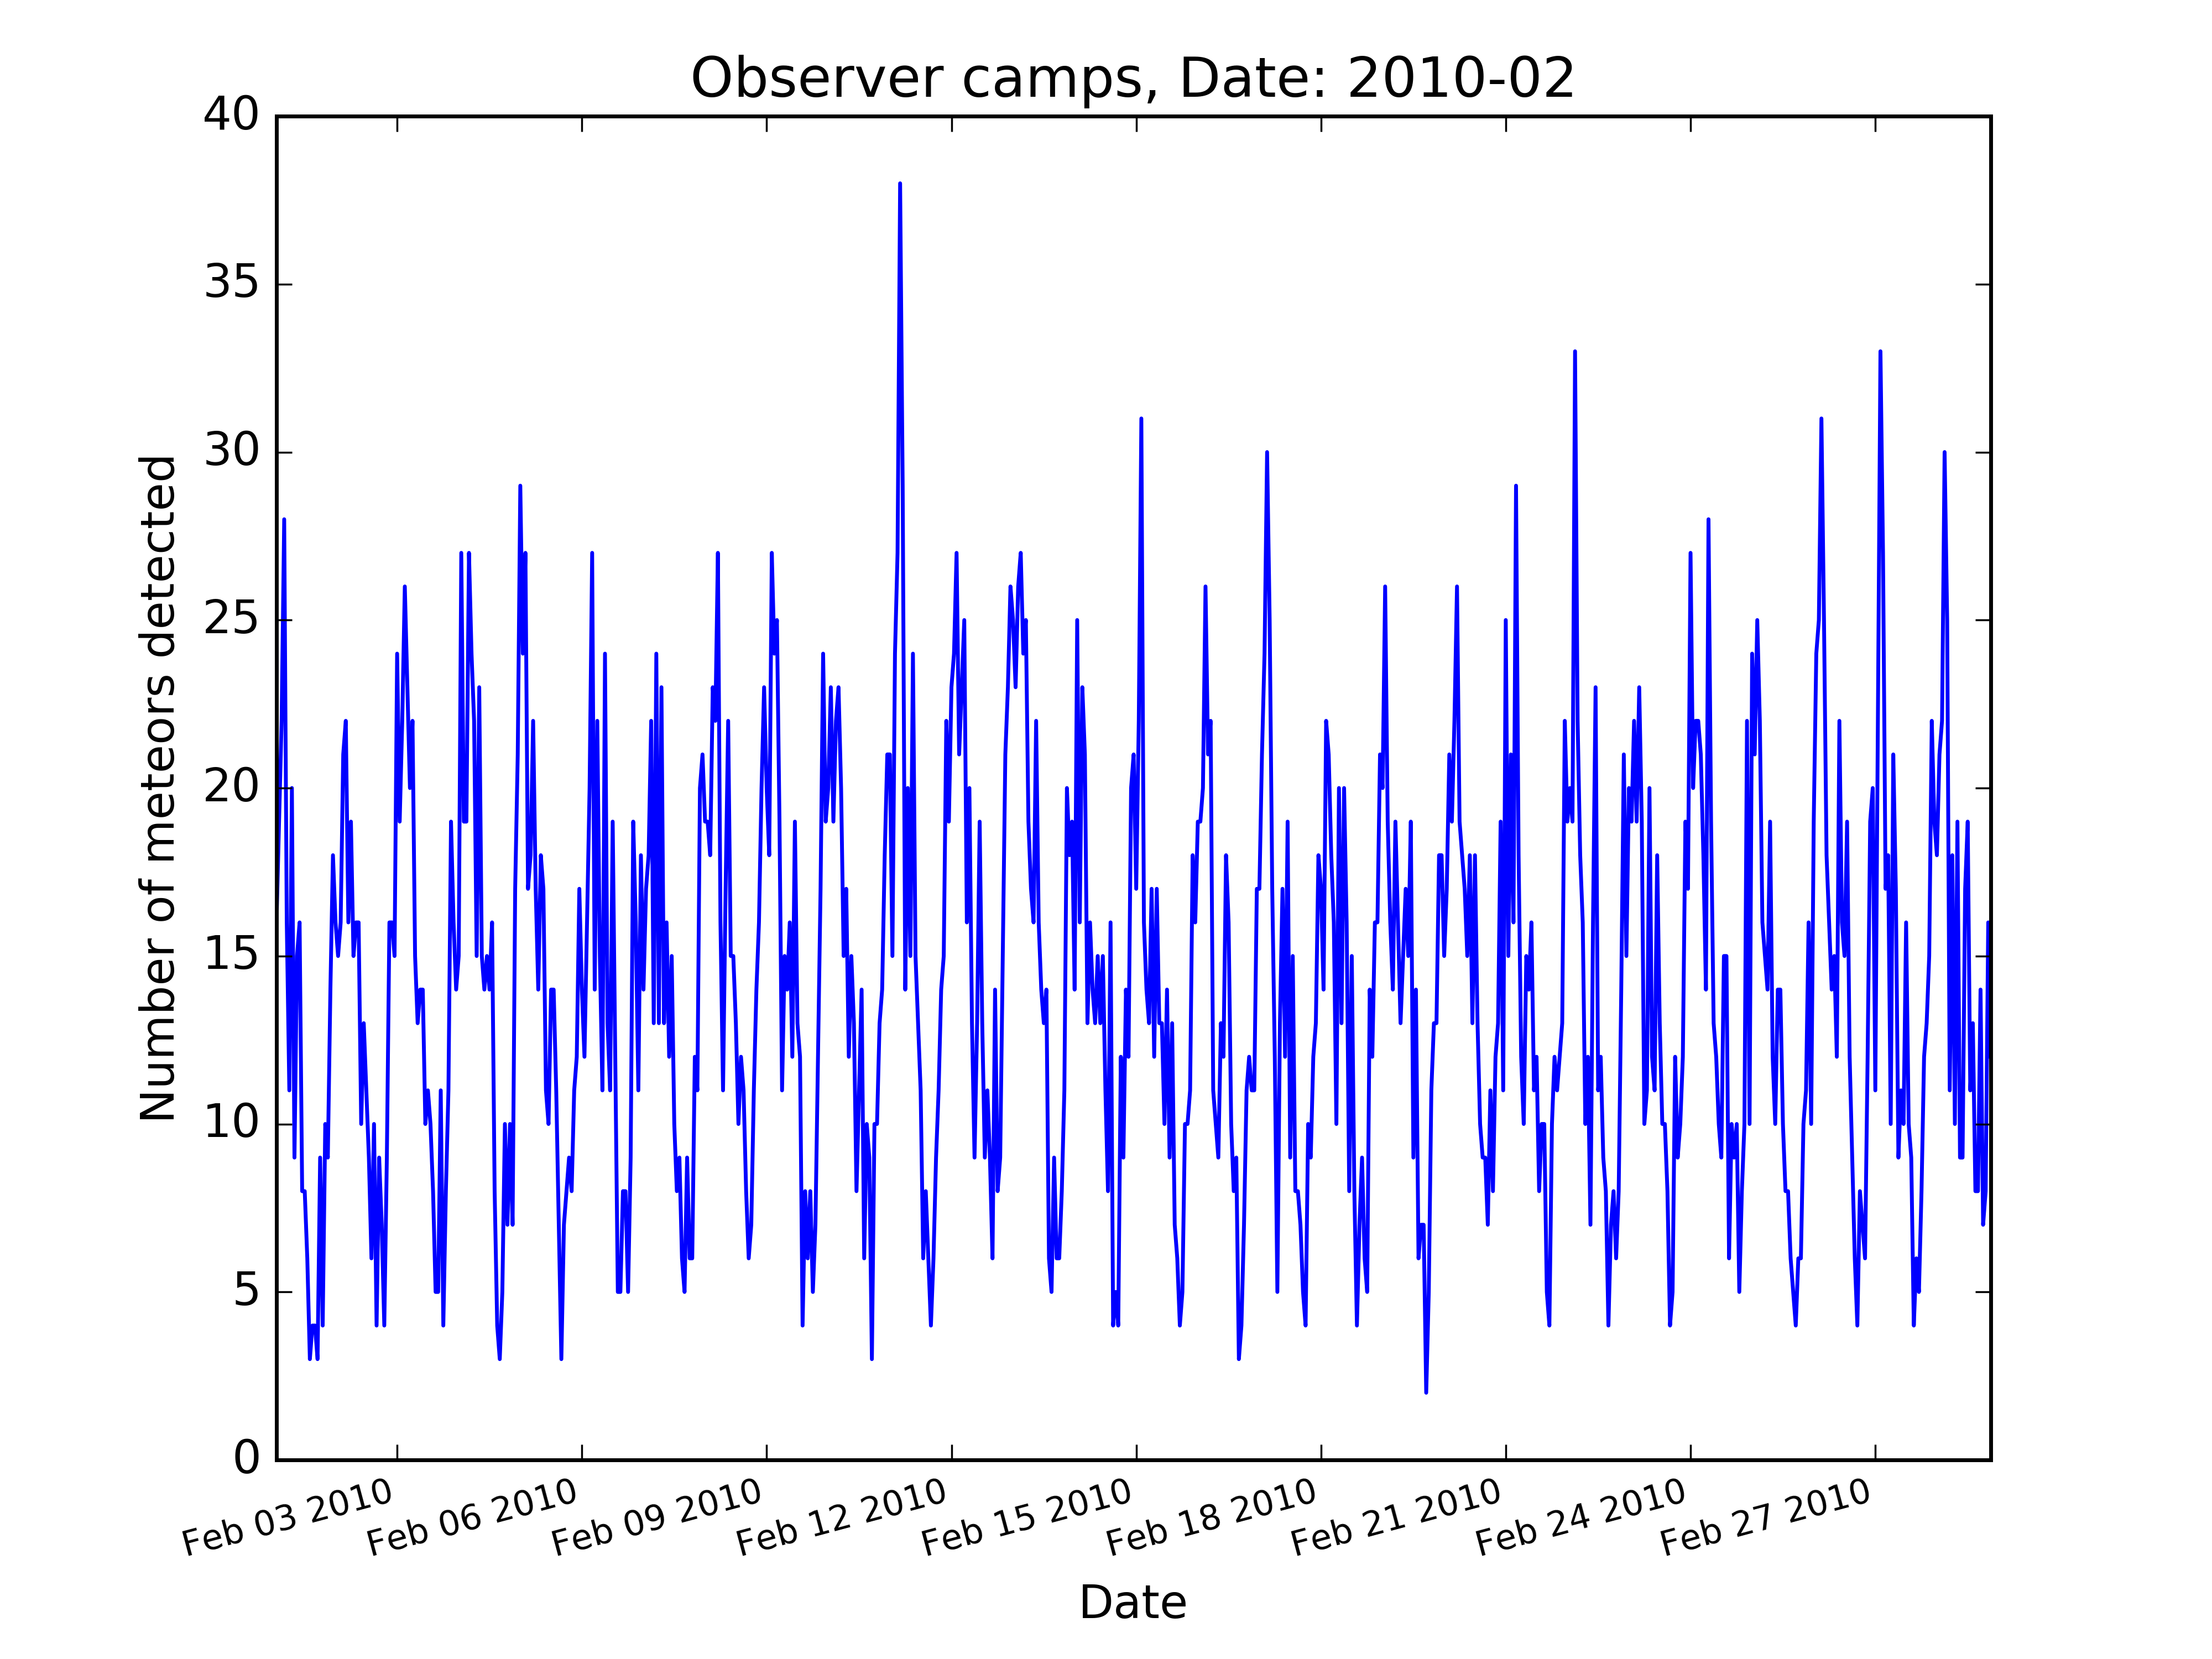 Observer camps, Date: 2010-02
Number of meteors detected
40
35
30
25
20
15
10
5
0
Feb 03 2010
Feb 06 2010
Feb 09 2010
Feb 12 2010
Feb 15 2010
Feb 18 2010
Feb 21 2010
Feb 24 2010
Feb 27 2010
Date